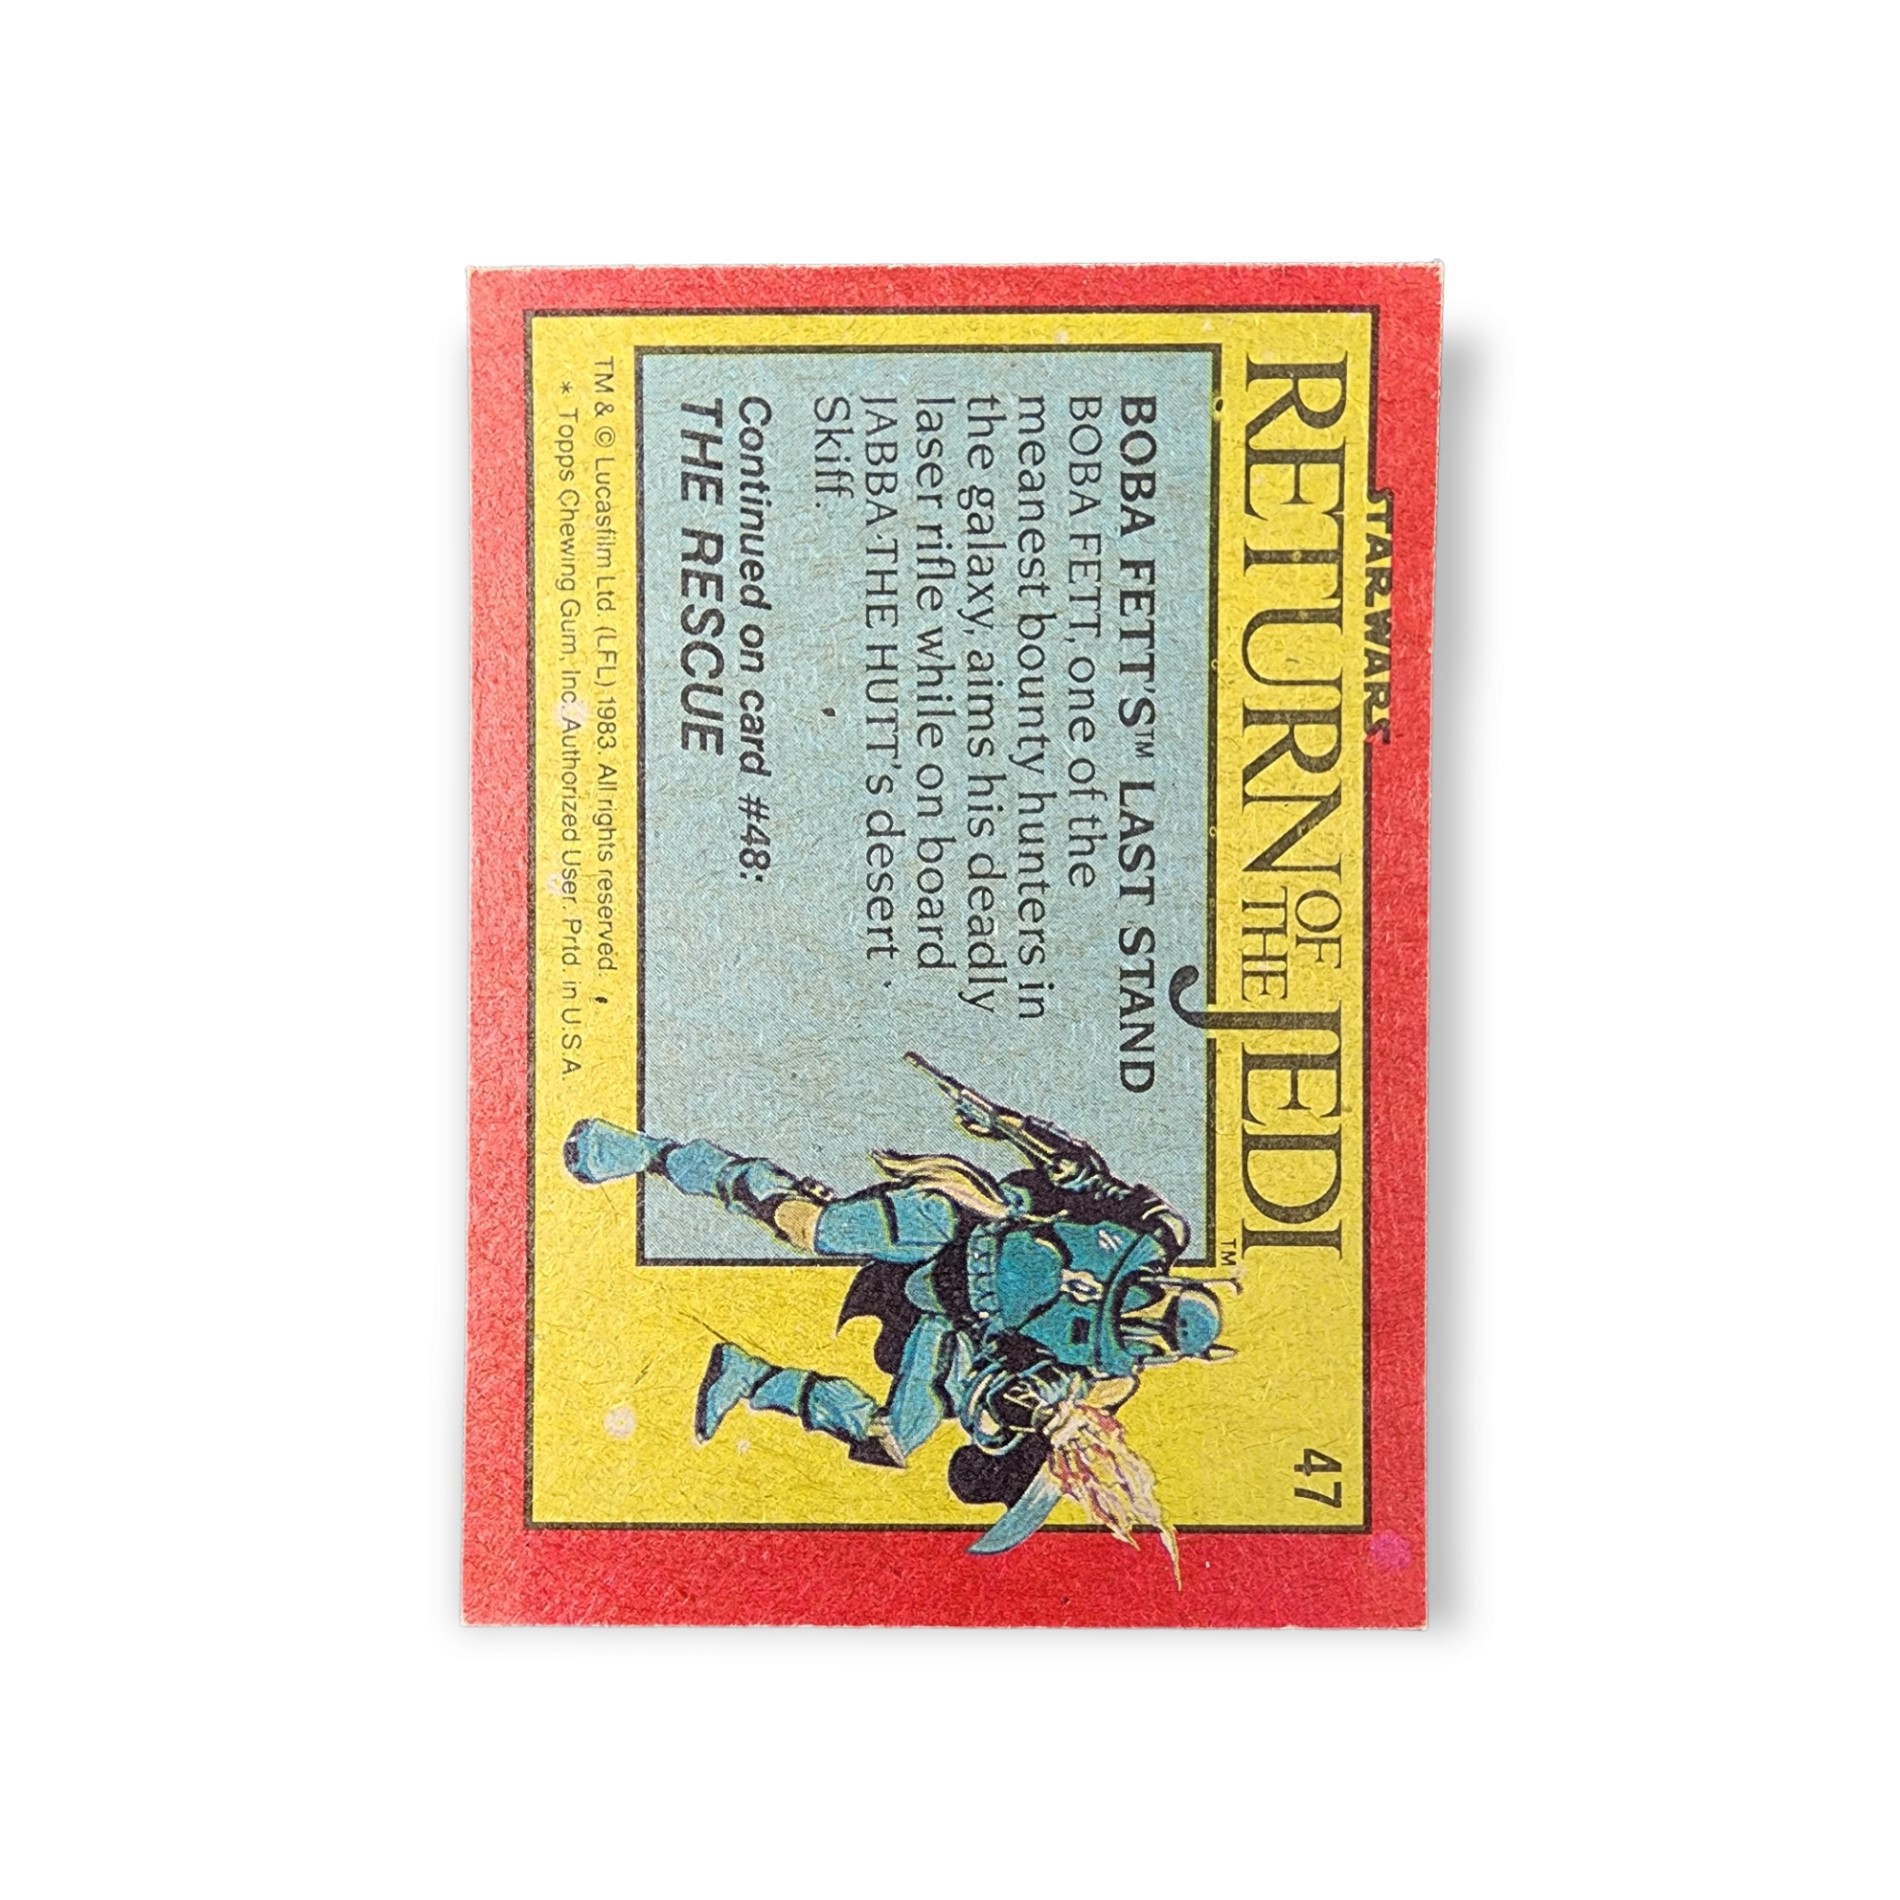 STAR WARS
RETURN OF THE JEDI™
47
BOBA FETT'S™ LAST STAND
BOBA FETT, one of the
meanest bounty hunters in
the galaxy, aims his deadly
laser rifle while on board
JABBA THE HUTT's desert
Skiff.
Continued on card #48:
THE RESCUE
TM & © Lucasfilm Ltd. (LFL) 1983. All rights reserved.
* Topps Chewing Gum, Inc. Authorized User. Prtd. in U.S.A.